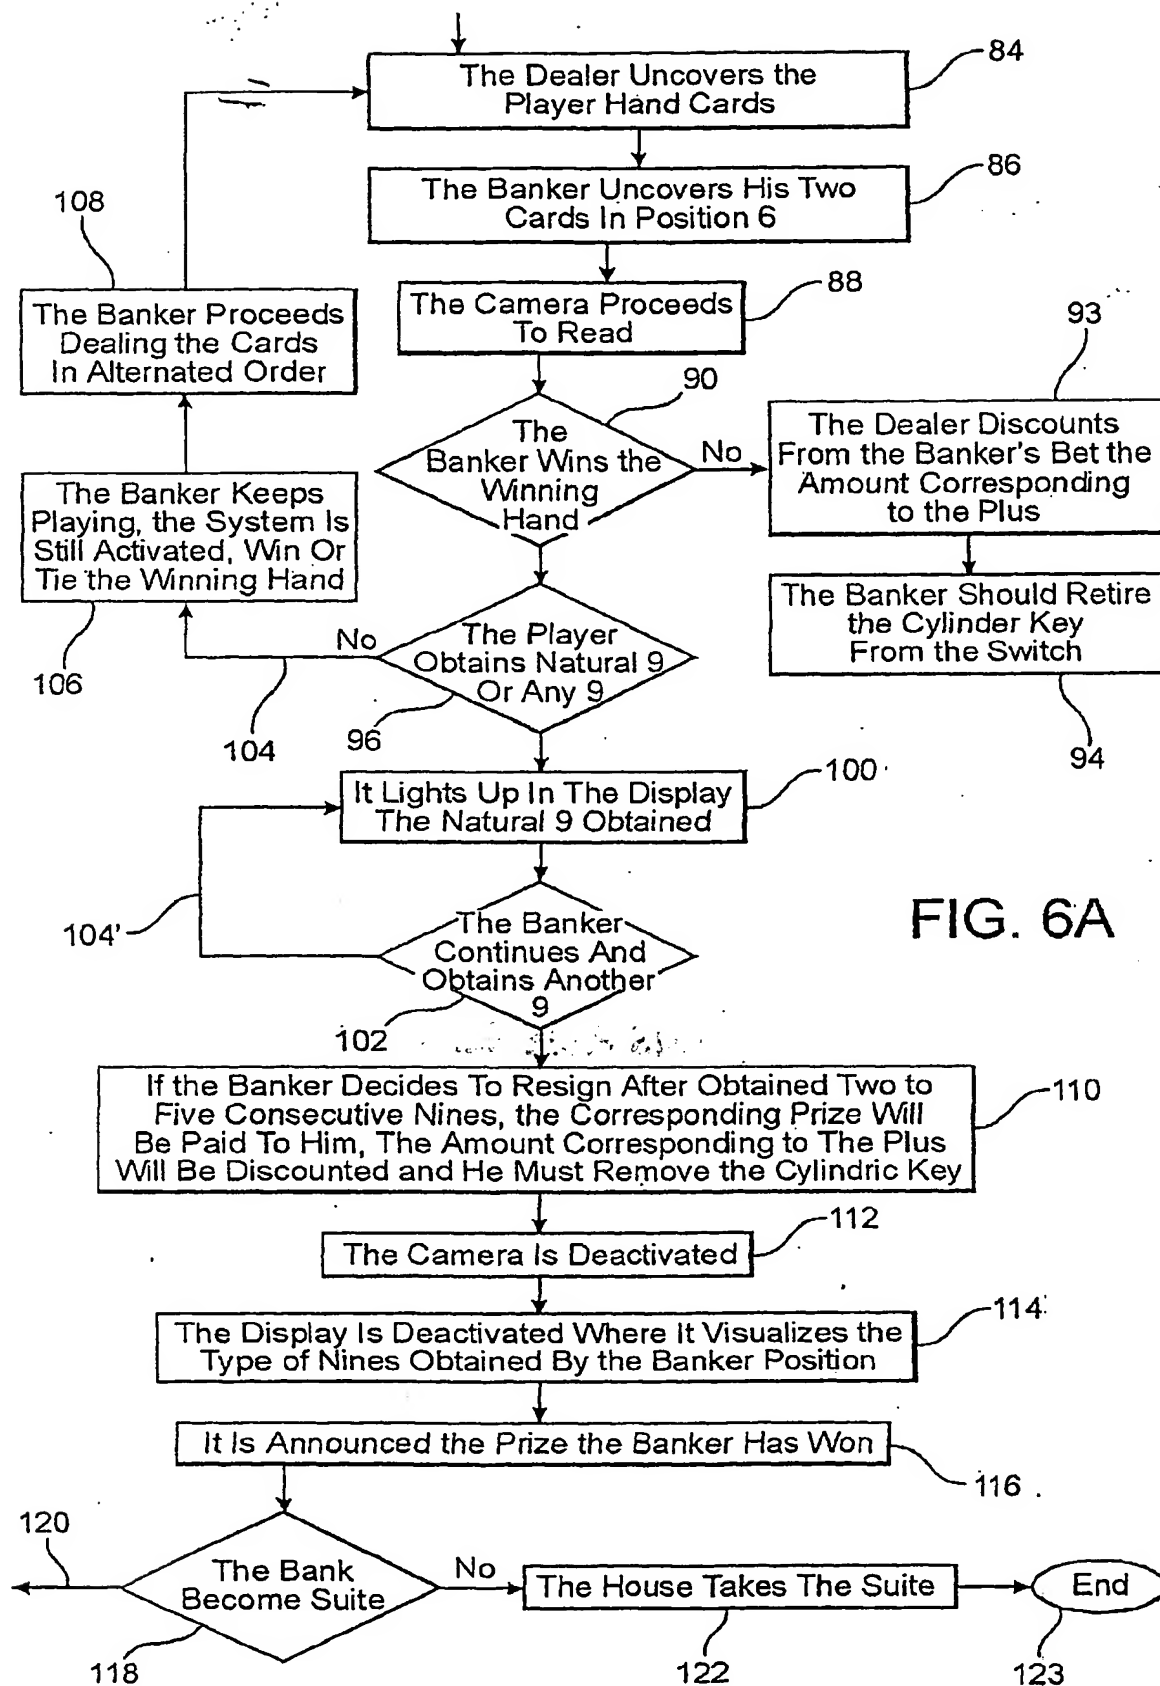 84
The Dealer Uncovers the
Player Hand Cards
86
The Banker Uncovers His Two
Cards In Position 6
108
88
The Camera Proceeds
To Read
The Banker Proceeds
Dealing the Cards
In Alternated Order
93
90
The
Banker Wins the
Winning
Hand
No
The Dealer Discounts
From the Banker's Bet the
Amount Corresponding
to the Plus
The Banker Keeps
Playing, the System Is
Still Activated, Win Or
Tie the Winning Hand
106
The Banker Should Retire
the Cylinder Key
From the Switch
94
No
The Player
Obtains Natural 9
Or Any 9
104
96
100
It Lights Up In The Display
The Natural 9 Obtained
104'
The Banker
Continues And
Obtains Another
9
102
FIG. 6A
If the Banker Decides To Resign After Obtained Two to
Five Consecutive Nines, the Corresponding Prize Will
Be Paid To Him, The Amount Corresponding to The Plus
Will Be Discounted and He Must Remove the Cylindric Key
110
112
The Camera Is Deactivated
114
The Display Is Deactivated Where It Visualizes the
Type of Nines Obtained By the Banker Position
It Is Announced the Prize the Banker Has Won
116
120
The Bank
Become Suite
118
No
The House Takes The Suite
122
End
123